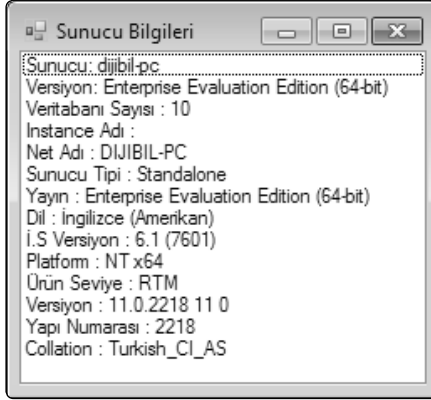 Sunucu Bilgileri
Sunucu: dijibil-pc
Versiyon: Enterprise Evaluation Edition (64-bit)
Veritabanı Sayısı : 10
Instance Adı :
Net Adı : DIJIBIL-PC
Sunucu Tipi : Standalone
Yayın : Enterprise Evaluation Edition (64-bit)
Dil : İngilizce (Amerikan)
İ.S Versiyon : 6.1 (7601)
Platform : NT x64
Ürün Seviye : RTM
Versiyon : 11.0.2218 11 0
Yapı Numarası : 2218
Collation : Turkish_CI_AS